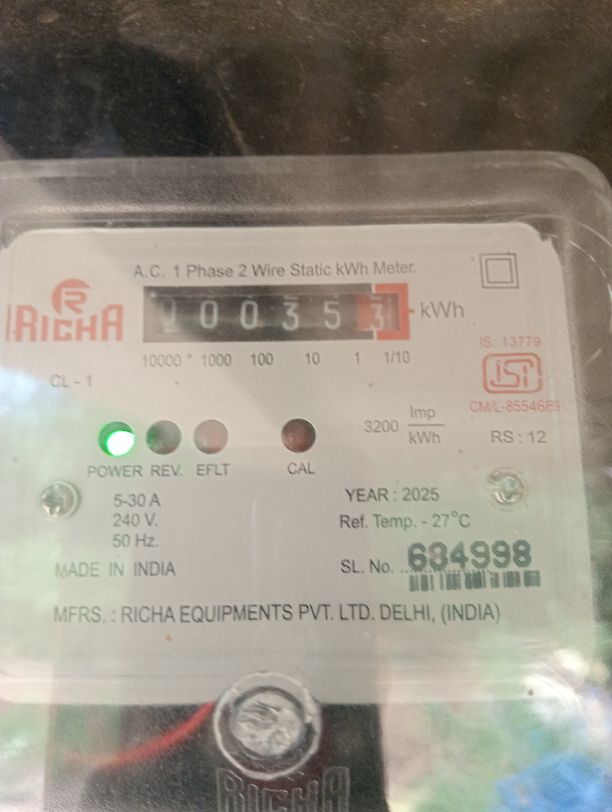 A.C. 1 Phase 2 Wire Static kWh Meter.
R
RICHA
00035 3 kWh
10000 1000 100 10 1 1/10
IS: 13779
ISI
CM/L-85546E9
CL - 1
3200 Imp/kWh
RS : 12
POWER REV. EFLT CAL
5-30 A
240 V.
50 Hz.
YEAR : 2025
Ref. Temp. - 27°C
MADE IN INDIA
SL. No. 684998
MFRS. : RICHA EQUIPMENTS PVT. LTD. DELHI, (INDIA)
RICHA